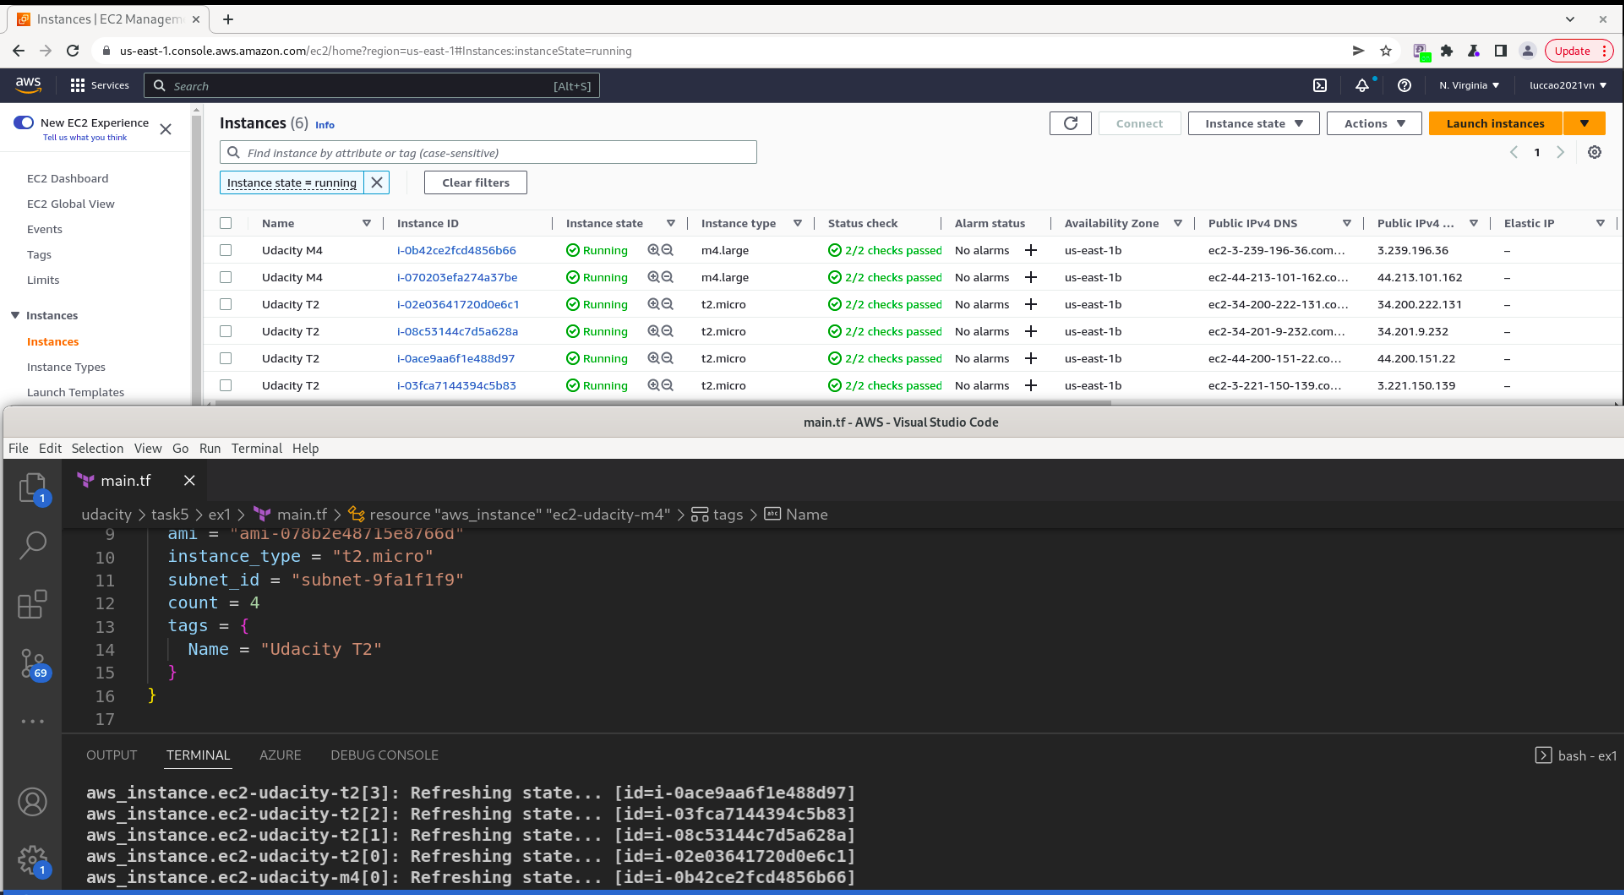 Instances | EC2 Managem
us-east-1.console.aws.amazon.com/ec2/home?region=us-east-1#Instances:instanceState=running
Update
aws
Services
Search
[Alt+S]
N. Virginia
luccao2021vn
New EC2 Experience
Tell us what you think
EC2 Dashboard
EC2 Global View
Events
Tags
Limits
Instances
Instances
Instance Types
Launch Templates
Instances (6) Info
Connect
Instance state
Actions
Launch instances
Find instance by attribute or tag (case-sensitive)
1
Instance state = running
Clear filters
Name Instance ID Instance state Instance type Status check Alarm status Availability Zone Public IPv4 DNS Public IPv4 ... Elastic IP
Udacity M4 i-0b42ce2fcd4856b66 Running m4.large 2/2 checks passed No alarms + us-east-1b ec2-3-239-196-36.com... 3.239.196.36 –
Udacity M4 i-070203efa274a37be Running m4.large 2/2 checks passed No alarms + us-east-1b ec2-44-213-101-162.co... 44.213.101.162 –
Udacity T2 i-02e03641720d0e6c1 Running t2.micro 2/2 checks passed No alarms + us-east-1b ec2-34-200-222-131.co... 34.200.222.131 –
Udacity T2 i-08c53144c7d5a628a Running t2.micro 2/2 checks passed No alarms + us-east-1b ec2-34-201-9-232.com... 34.201.9.232 –
Udacity T2 i-0ace9aa6f1e488d97 Running t2.micro 2/2 checks passed No alarms + us-east-1b ec2-44-200-151-22.co... 44.200.151.22 –
Udacity T2 i-03fca7144394c5b83 Running t2.micro 2/2 checks passed No alarms + us-east-1b ec2-3-221-150-139.co... 3.221.150.139 –
main.tf - AWS - Visual Studio Code
File Edit Selection View Go Run Terminal Help
main.tf
udacity > task5 > ex1 > main.tf > resource "aws_instance" "ec2-udacity-m4" > tags > abc Name
9 ami = "ami-078b2e48715e8766d"
10 instance_type = "t2.micro"
11 subnet_id = "subnet-9fa1f1f9"
12 count = 4
13 tags = {
14 Name = "Udacity T2"
15 }
16 }
17
1
69
1
OUTPUT TERMINAL AZURE DEBUG CONSOLE
bash - ex1
aws_instance.ec2-udacity-t2[3]: Refreshing state... [id=i-0ace9aa6f1e488d97]
aws_instance.ec2-udacity-t2[2]: Refreshing state... [id=i-03fca7144394c5b83]
aws_instance.ec2-udacity-t2[1]: Refreshing state... [id=i-08c53144c7d5a628a]
aws_instance.ec2-udacity-t2[0]: Refreshing state... [id=i-02e03641720d0e6c1]
aws_instance.ec2-udacity-m4[0]: Refreshing state... [id=i-0b42ce2fcd4856b66]